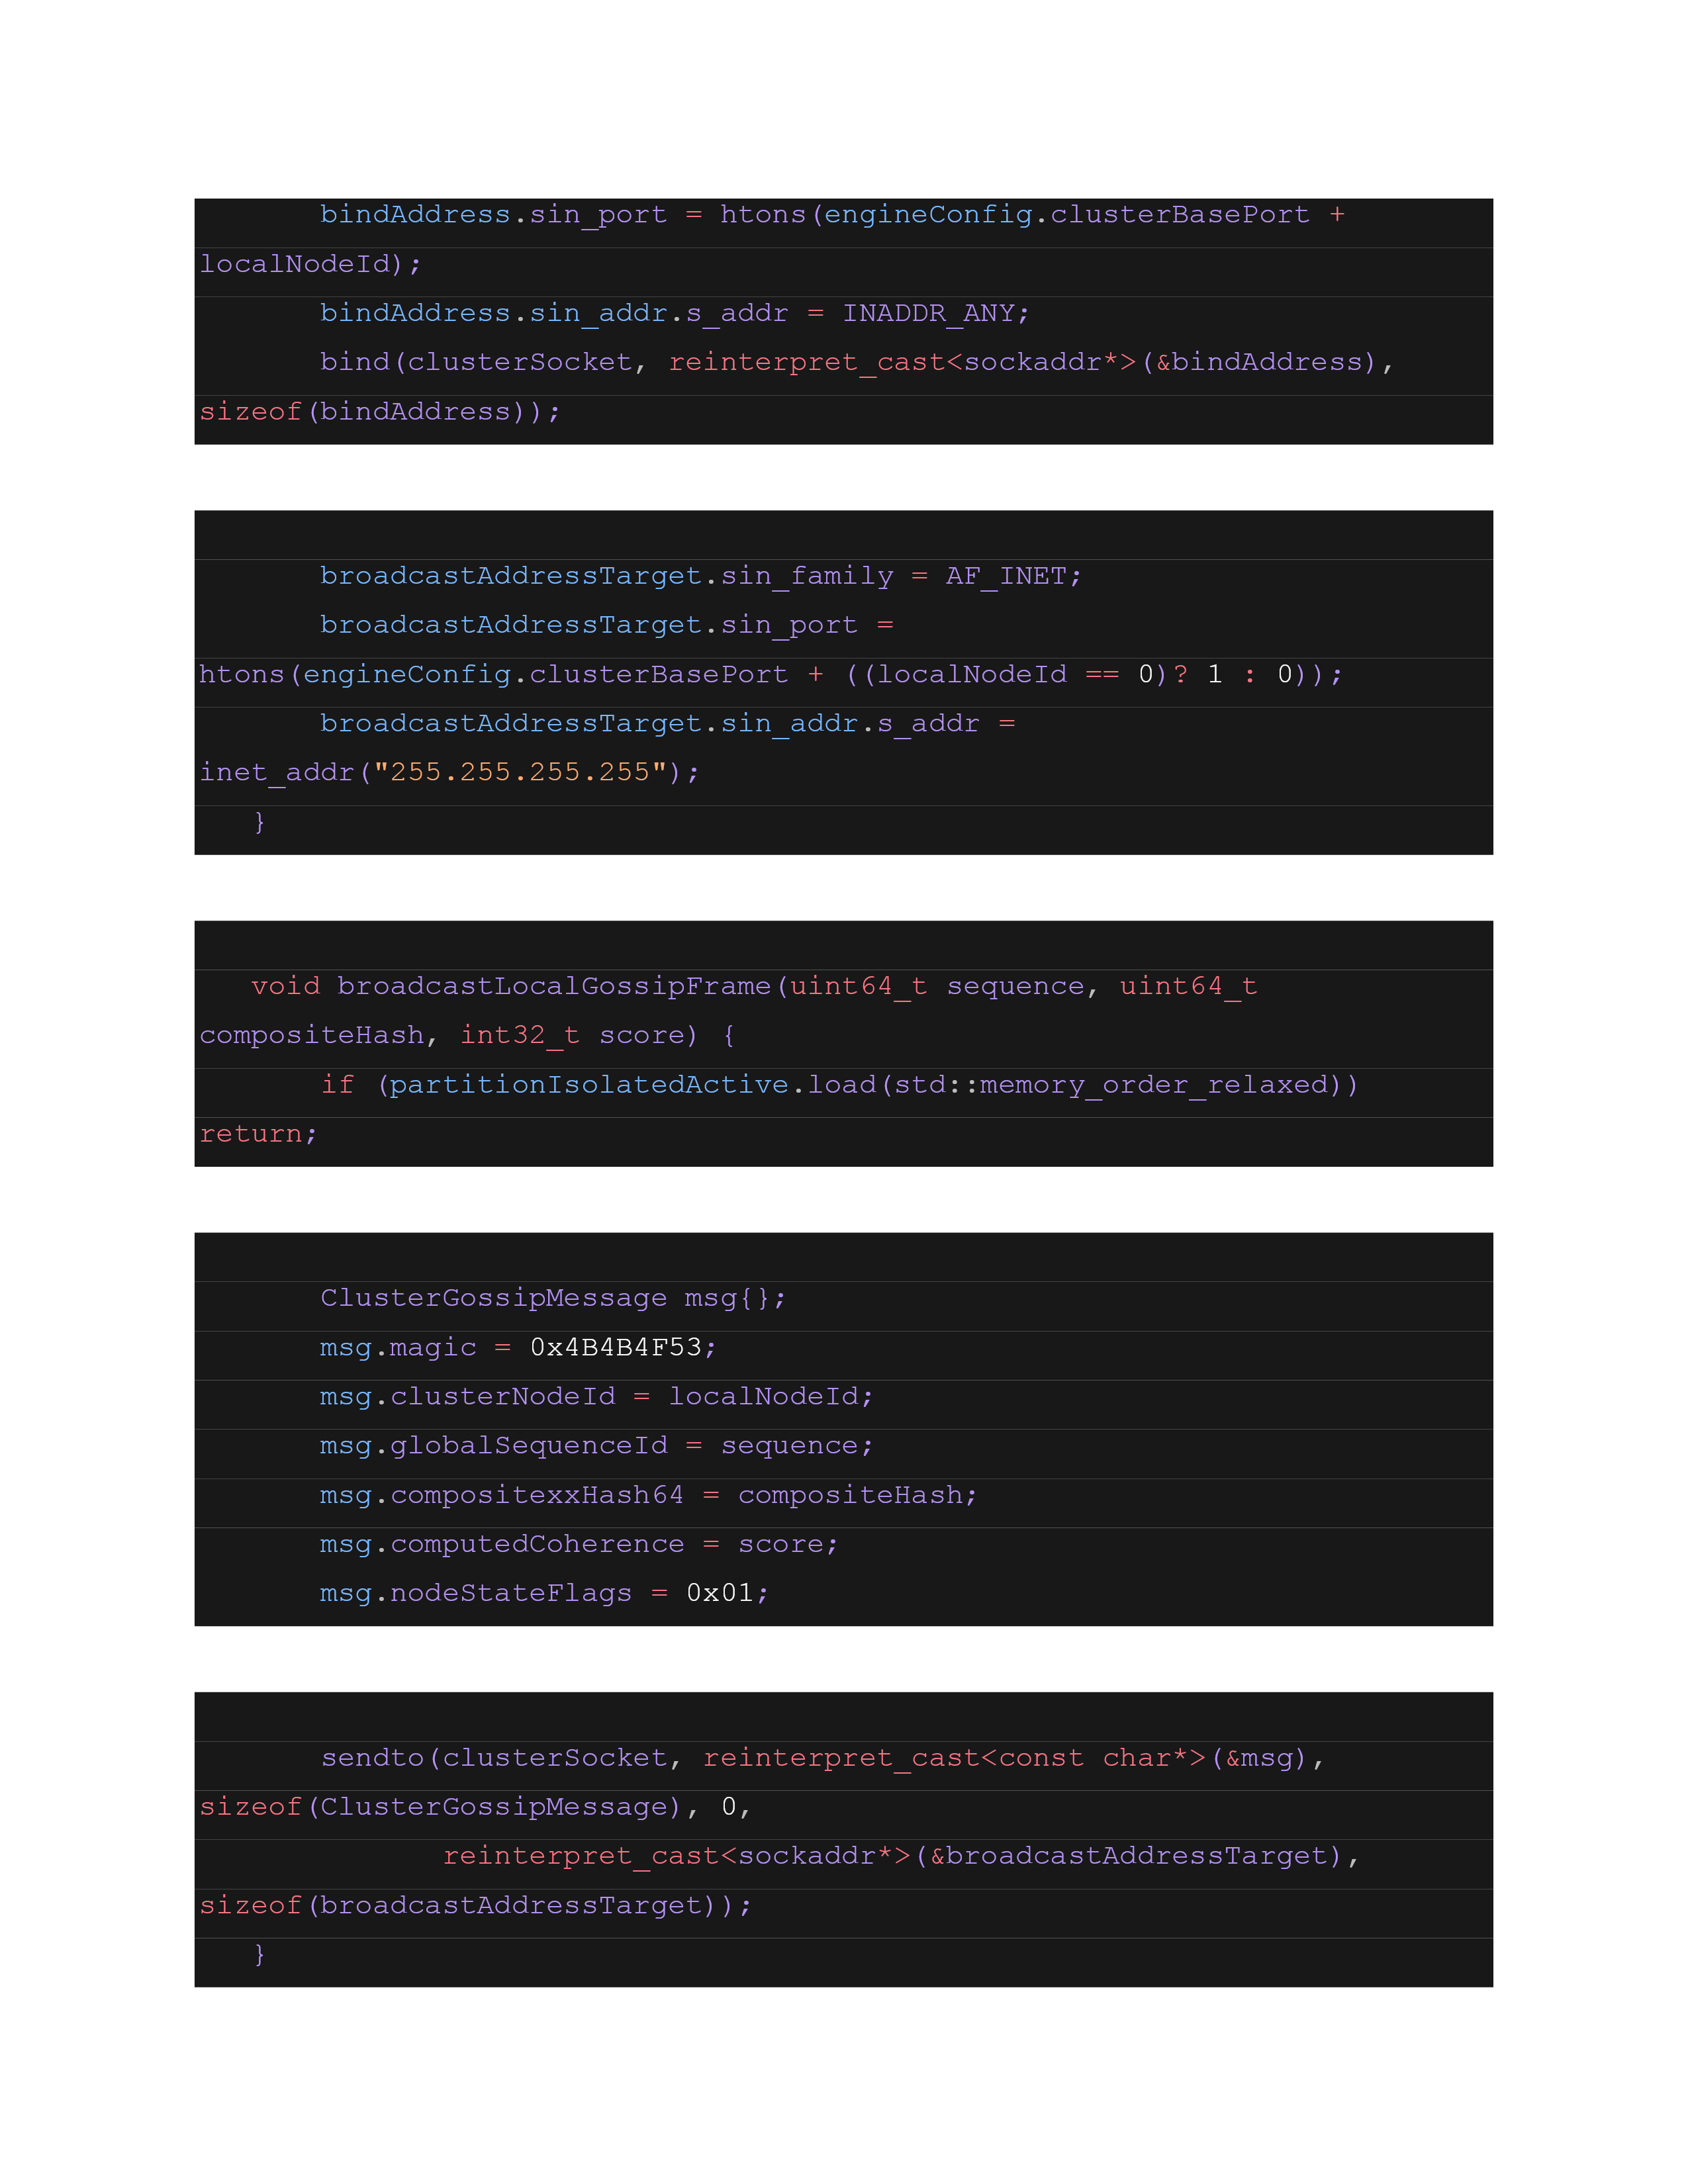 bindAddress.sin_port = htons(engineConfig.clusterBasePort +
localNodeId);
bindAddress.sin_addr.s_addr = INADDR_ANY;
bind(clusterSocket, reinterpret_cast<sockaddr*>(&bindAddress),
sizeof(bindAddress));
broadcastAddressTarget.sin_family = AF_INET;
broadcastAddressTarget.sin_port =
htons(engineConfig.clusterBasePort + ((localNodeId == 0)? 1 : 0));
broadcastAddressTarget.sin_addr.s_addr =
inet_addr("255.255.255.255");
}
void broadcastLocalGossipFrame(uint64_t sequence, uint64_t
compositeHash, int32_t score) {
if (partitionIsolatedActive.load(std::memory_order_relaxed))
return;
ClusterGossipMessage msg{};
msg.magic = 0x4B4B4F53;
msg.clusterNodeId = localNodeId;
msg.globalSequenceId = sequence;
msg.compositexxHash64 = compositeHash;
msg.computedCoherence = score;
msg.nodeStateFlags = 0x01;
sendto(clusterSocket, reinterpret_cast<const char*>(&msg),
sizeof(ClusterGossipMessage), 0,
reinterpret_cast<sockaddr*>(&broadcastAddressTarget),
sizeof(broadcastAddressTarget));
}